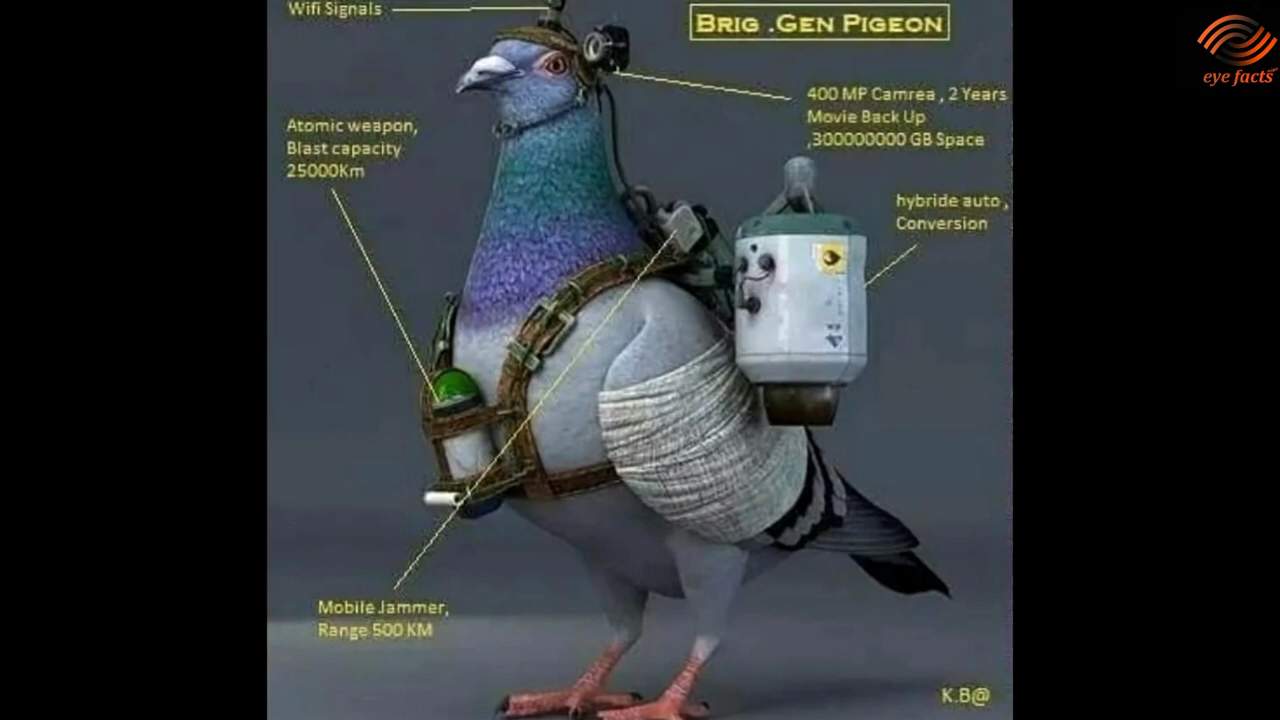 Wifi Signals
BRIG .GEN PIGEON
eye facts
400 MP Camrea , 2 Years
Movie Back Up
,300000000 GB Space
Atomic weapon,
Blast capacity
25000Km
hybride auto ,
Conversion
Mobile Jammer,
Range 500 KM
K.B@